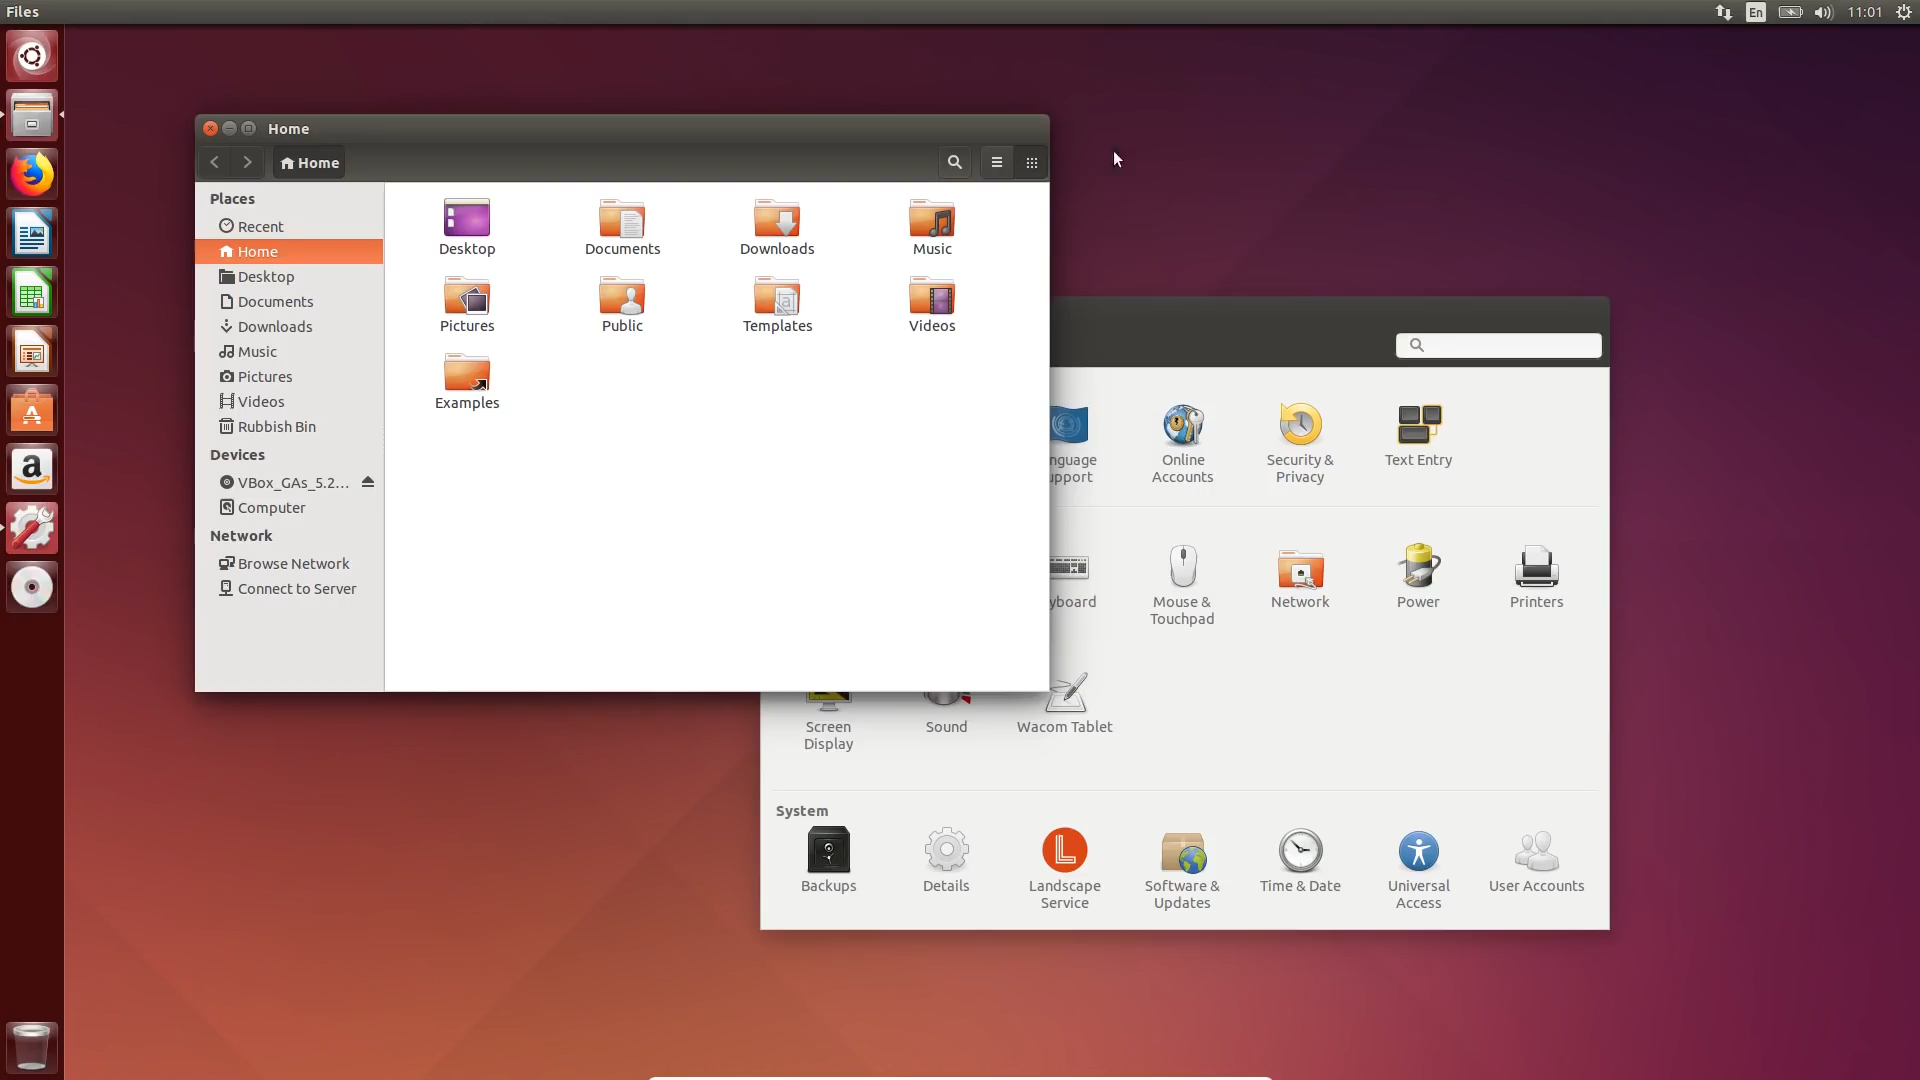 Files
En
11:01
Home
Home
Places
Recent
Home
Desktop
Documents
Downloads
Music
Pictures
Videos
Rubbish Bin
Devices
VBox_GAs_5.2...
Computer
Network
Browse Network
Connect to Server
Desktop
Documents
Downloads
Music
Pictures
Public
Templates
Videos
Examples
nguage
upport
Online
Accounts
Security &
Privacy
Text Entry
yboard
Mouse &
Touchpad
Network
Power
Printers
Screen
Display
Sound
Wacom Tablet
System
Backups
Details
Landscape
Service
Software &
Updates
Time & Date
Universal
Access
User Accounts